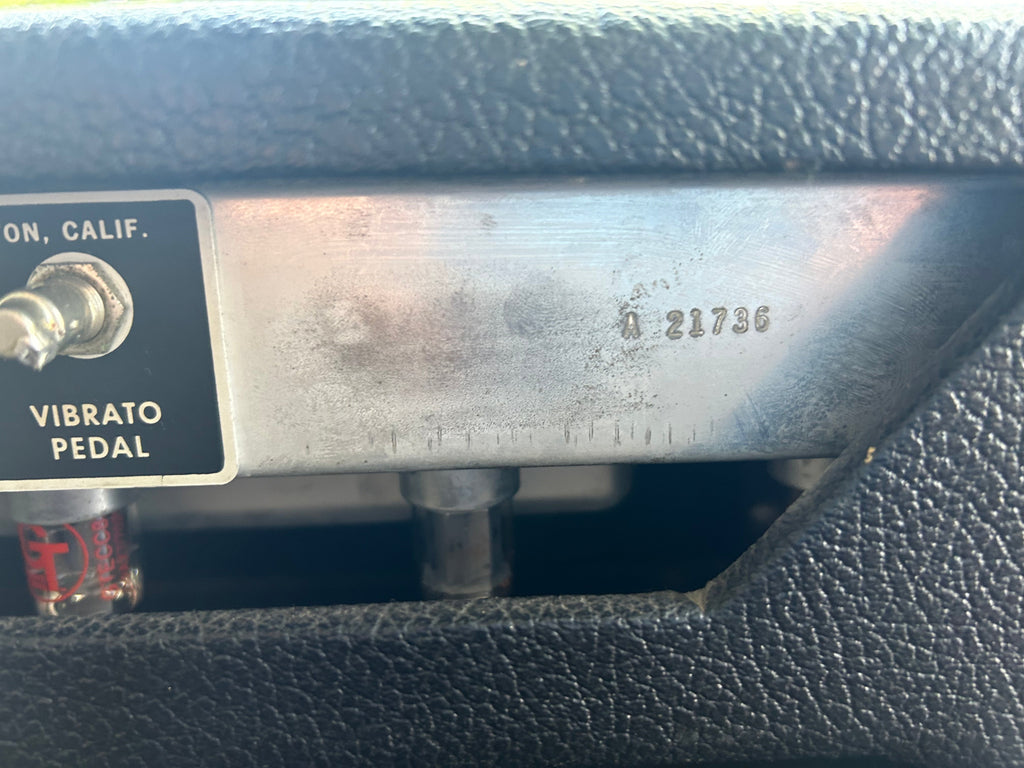 ON, CALIF.
A 21736
VIBRATO
PEDAL